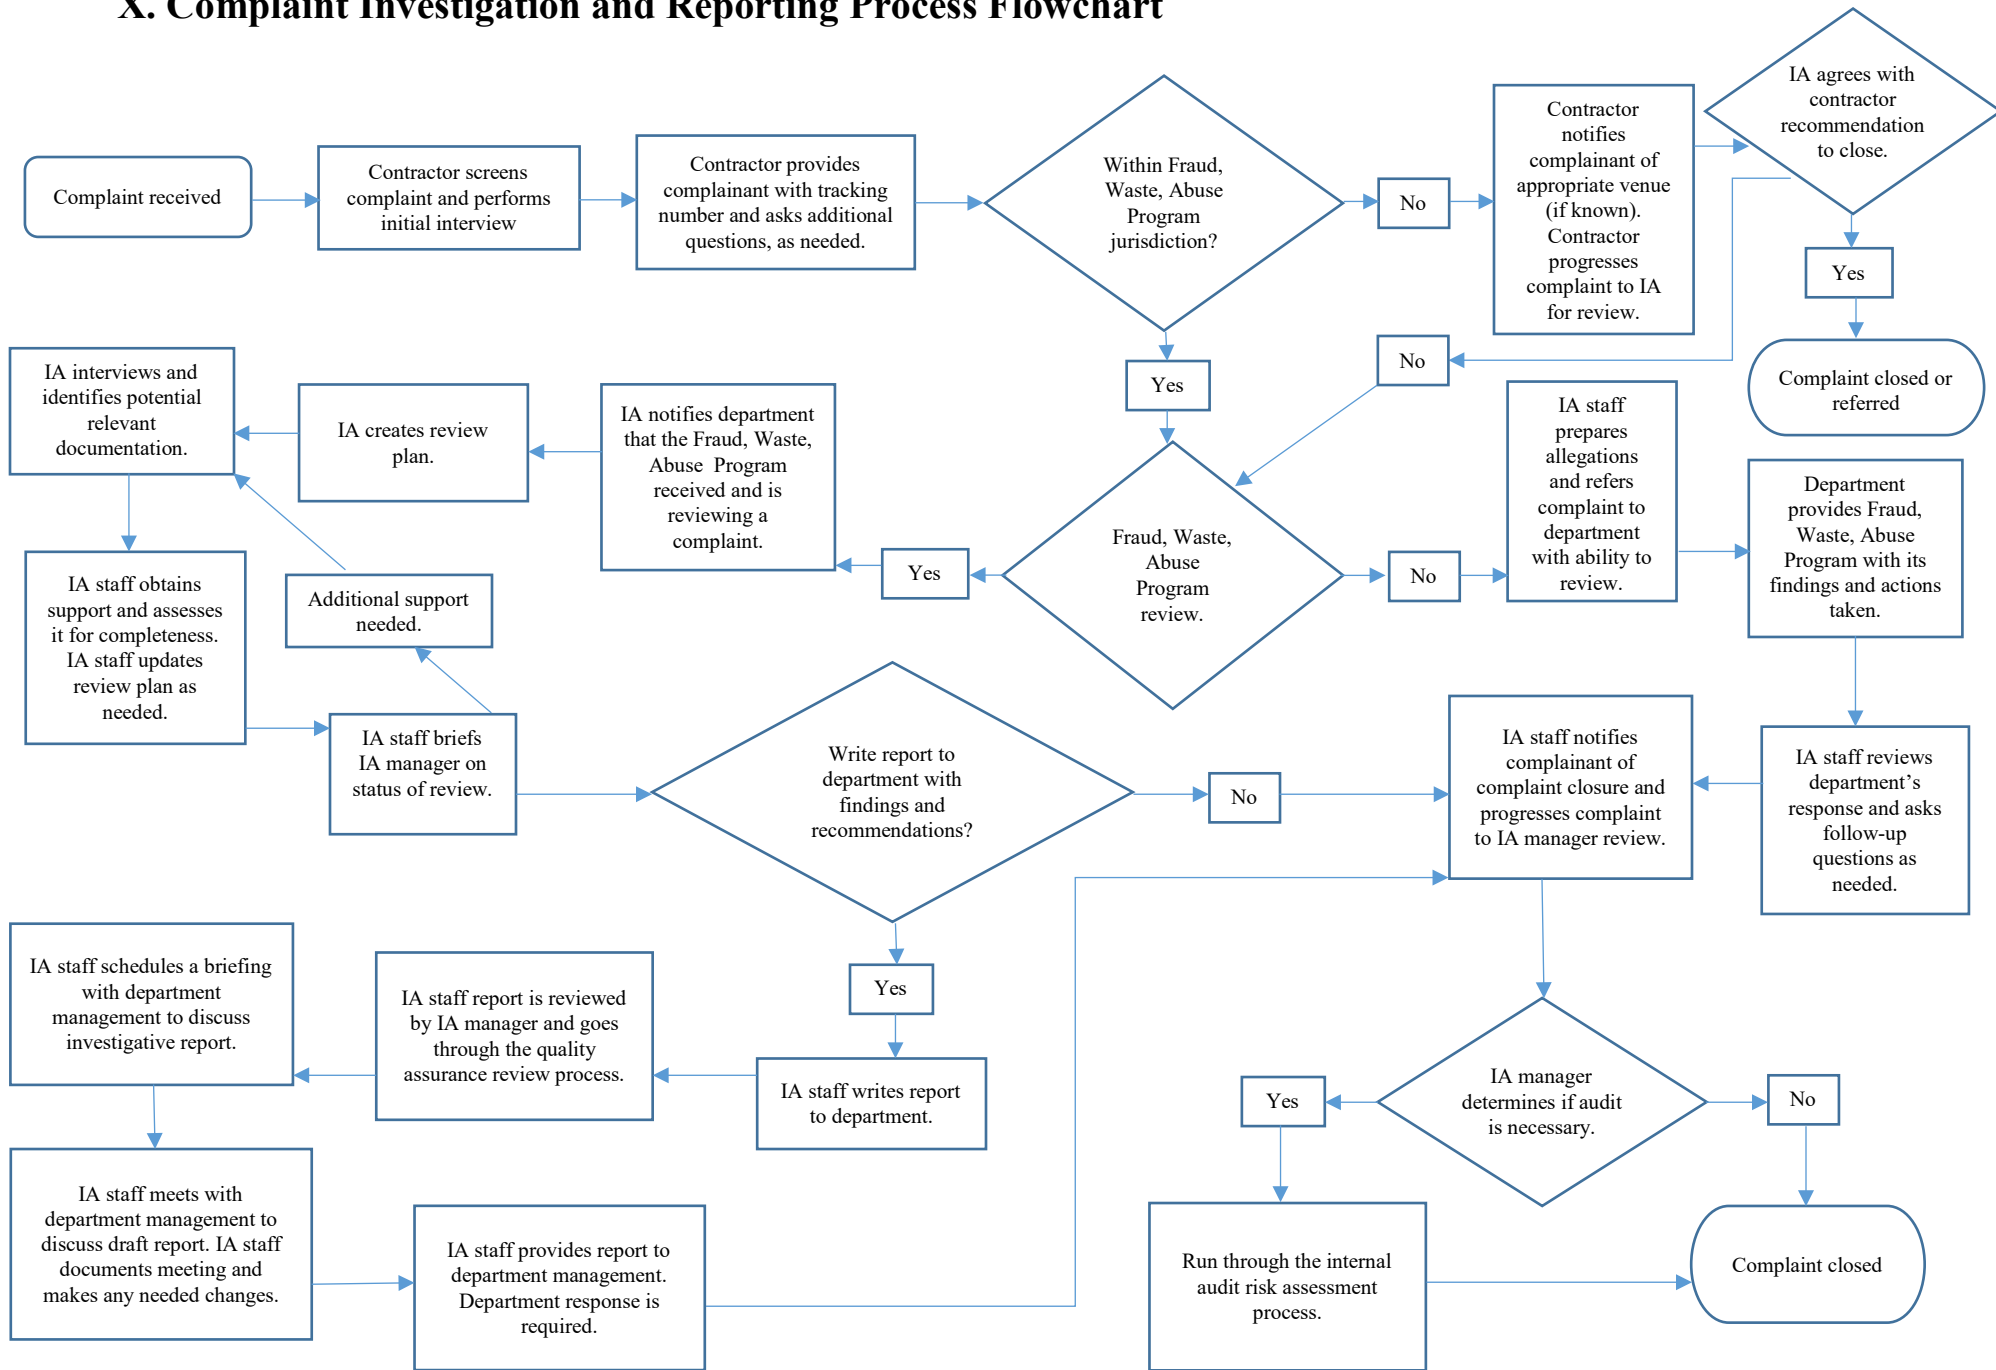 X. Complaint Investigation and Reporting Process Flowchart
Complaint received
Contractor screens
complaint and performs
initial interview
Contractor provides
complainant with tracking
number and asks additional
questions, as needed.
Within Fraud,
Waste, Abuse
Program
jurisdiction?
No
Contractor
notifies
complainant of
appropriate venue
(if known).
Contractor
progresses
complaint to IA
for review.
IA agrees with
contractor
recommendation
to close.
Yes
Complaint closed or
referred
No
Yes
Fraud, Waste,
Abuse
Program
review.
Yes
IA notifies department
that the Fraud, Waste,
Abuse  Program
received and is
reviewing a
complaint.
IA creates review
plan.
IA interviews and
identifies potential
relevant
documentation.
IA staff obtains
support and assesses
it for completeness.
IA staff updates
review plan as
needed.
Additional support
needed.
IA staff briefs
IA manager on
status of review.
No
IA staff
prepares
allegations
and refers
complaint to
department
with ability to
review.
Department
provides Fraud,
Waste, Abuse
Program with its
findings and actions
taken.
IA staff reviews
department’s
response and asks
follow-up
questions as
needed.
Write report to
department with
findings and
recommendations?
No
IA staff notifies
complainant of
complaint closure and
progresses complaint
to IA manager review.
Yes
IA staff writes report
to department.
IA staff report is reviewed
by IA manager and goes
through the quality
assurance review process.
IA staff schedules a briefing
with department
management to discuss
investigative report.
IA staff meets with
department management to
discuss draft report. IA staff
documents meeting and
makes any needed changes.
IA staff provides report to
department management.
Department response is
required.
IA manager
determines if audit
is necessary.
Yes
No
Run through the internal
audit risk assessment
process.
Complaint closed